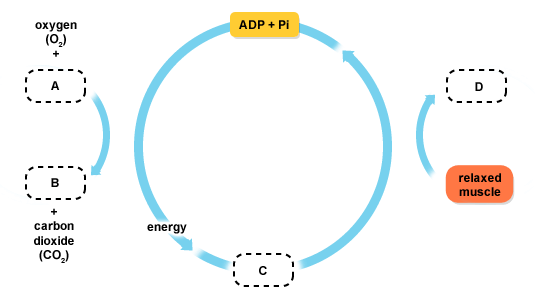 oxygen
(O₂)
+
A
B
+
carbon
dioxide
(CO₂)
ADP + Pi
energy
C
D
relaxed
muscle